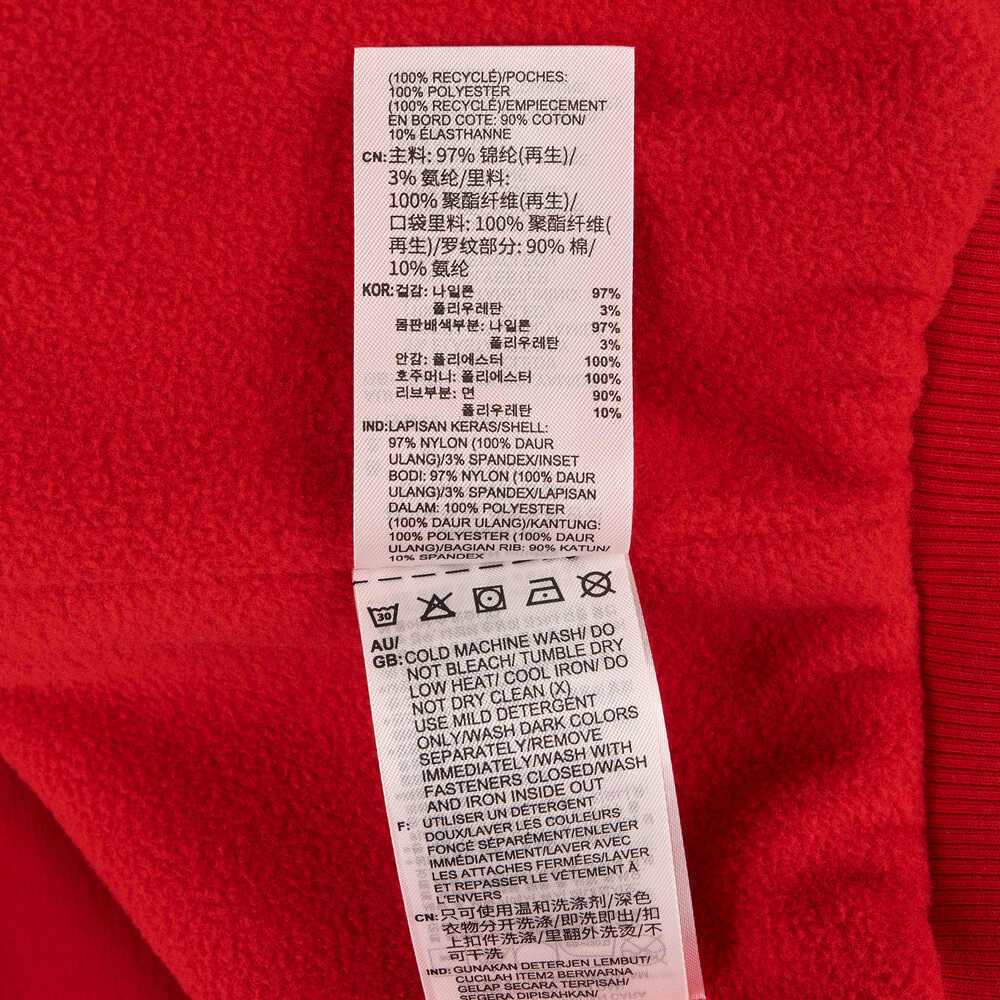 (100% RECYCLÉ)/POCHES:
100% POLYESTER
(100% RECYCLÉ)/EMPIECEMENT
EN BORD COTE: 90% COTON/
10% ÉLASTHANNE
CN: 主料: 97% 锦纶(再生)/
3% 氨纶/里料:
100% 聚酯纤维(再生)/
口袋里料: 100% 聚酯纤维(
再生)/罗纹部分: 90% 棉/
10% 氨纶
KOR: 겉감: 나일론 97%
폴리우레탄 3%
몸판배색부분: 나일론 97%
폴리우레탄 3%
안감: 폴리에스터 100%
호주머니: 폴리에스터 100%
리브부분: 면 90%
폴리우레탄 10%
IND: LAPISAN KERAS/SHELL:
97% NYLON (100% DAUR
ULANG)/3% SPANDEX/INSET
BODI: 97% NYLON (100% DAUR
ULANG)/3% SPANDEX/LAPISAN
DALAM: 100% POLYESTER
(100% DAUR ULANG)/KANTUNG:
100% POLYESTER (100% DAUR
ULANG)/BAGIAN RIB: 90% KATUN/
10% SPANDEX
30
AU/
GB: COLD MACHINE WASH/ DO
NOT BLEACH/ TUMBLE DRY
LOW HEAT/ COOL IRON/ DO
NOT DRY CLEAN (X)
USE MILD DETERGENT
ONLY/WASH DARK COLORS
SEPARATELY/REMOVE
IMMEDIATELY/WASH WITH
FASTENERS CLOSED/WASH
AND IRON INSIDE OUT
F: UTILISER UN DÉTERGENT
DOUX/LAVER LES COULEURS
FONCÉ SÉPARÉMENT/ENLEVER
IMMÉDIATEMENT/LAVER AVEC
LES ATTACHES FERMÉES/LAVER
ET REPASSER LE VÊTEMENT À
L'ENVERS
CN: 只可使用温和洗涤剂/深色
衣物分开洗涤/即洗即出/扣
上扣件洗涤/里翻外洗烫/不
可干洗
IND: GUNAKAN DETERJEN LEMBUT/
CUCILAH ITEM2 BERWARNA
GELAP SECARA TERPISAH/
SEGERA DIPISAHKAN/